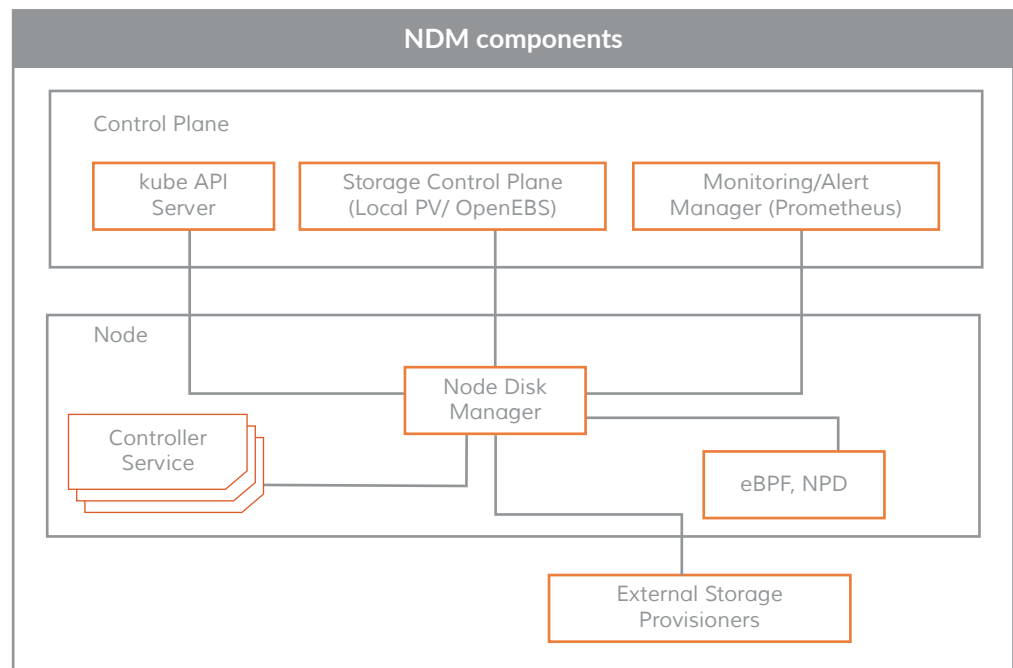 NDM components
Control Plane
kube API
Server
Storage Control Plane
(Local PV/ OpenEBS)
Monitoring/Alert
Manager (Prometheus)
Node
Node Disk
Manager
Controller
Service
eBPF, NPD
External Storage
Provisioners